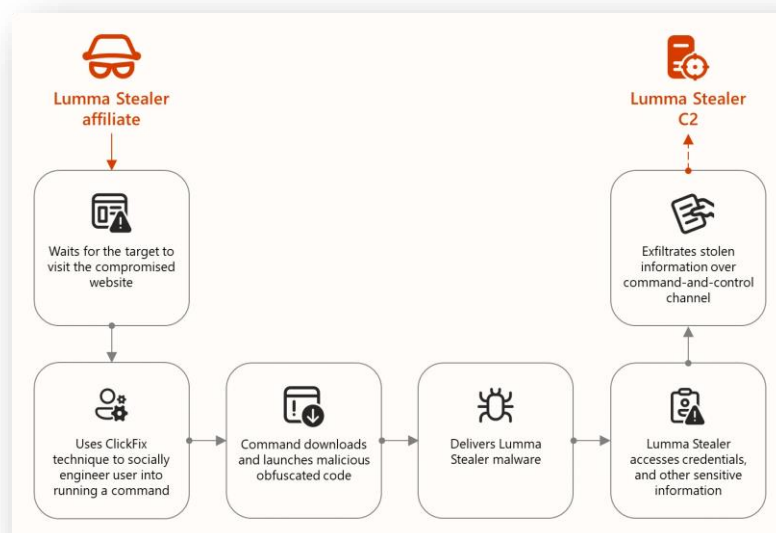 Lumma Stealer
affiliate
Lumma Stealer
C2
Waits for the target to
visit the compromised
website
Exfiltrates stolen
information over
command-and-control
channel
Uses ClickFix
technique to socially
engineer user into
running a command
Command downloads
and launches malicious
obfuscated code
Delivers Lumma
Stealer malware
Lumma Stealer
accesses credentials,
and other sensitive
information